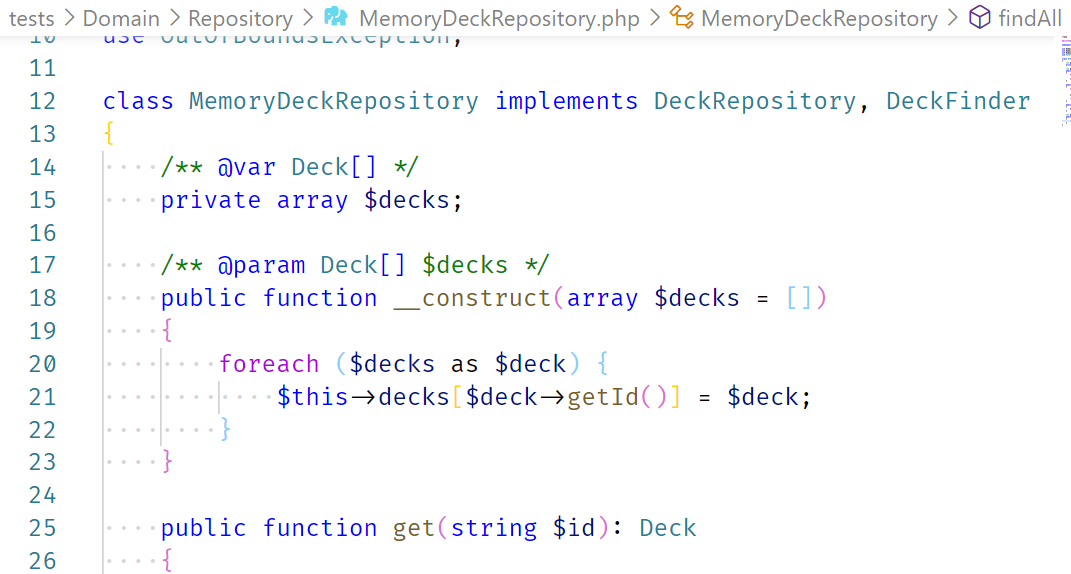 tests > Domain > Repository > MemoryDeckRepository.php > MemoryDeckRepository > findAll
10 use OutOfBoundsException;
11
12 class MemoryDeckRepository implements DeckRepository, DeckFinder
13 {
14     /** @var Deck[] */
15     private array $decks;
16
17     /** @param Deck[] $decks */
18     public function __construct(array $decks = [])
19     {
20         foreach ($decks as $deck) {
21             $this->decks[$deck->getId()] = $deck;
22         }
23     }
24
25     public function get(string $id): Deck
26     {